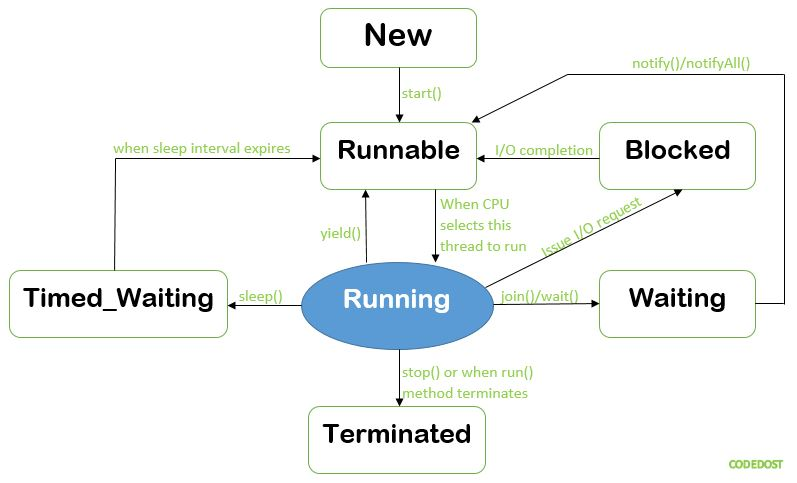 New
notify()/notifyAll()
start()
when sleep interval expires
Runnable
I/O completion
Blocked
yield()
When CPU
selects this
thread to run
Issue I/O request
Timed_Waiting
sleep()
Running
join()/wait()
Waiting
stop() or when run()
method terminates
Terminated
CODEDOST